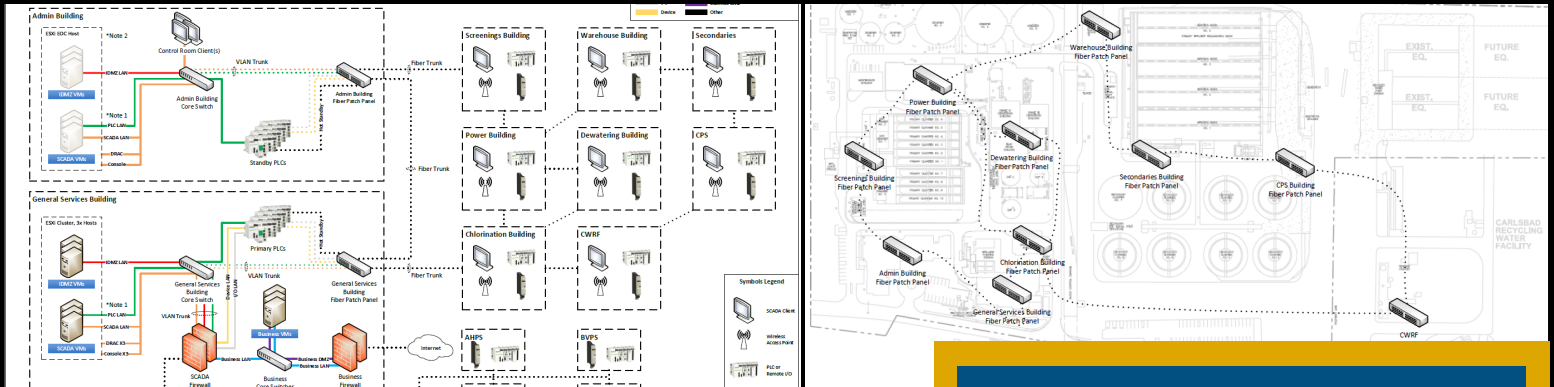 Device
Other
Admin Building
ESXi EDC Host
*Note 2
Control Room Client(s)
IDMZ LAN
IDMZ VMs
VLAN Trunk
Admin Building
Core Switch
Admin Building
Fiber Patch Panel
Fiber Trunk
*Note 1
PLC LAN
SCADA LAN
DRAC
Console
SCADA VMs
Hot Standby
Standby PLCs
Fiber Trunk
General Services Building
ESXi Cluster, 3x Hosts
IDMZ LAN
IDMZ VMs
Primary PLCs
Hot Standby
VLAN Trunk
General Services
Building
Core Switch
General Services
Building
Fiber Patch Panel
Fiber Trunk
Device LAN
I/O LAN
*Note 1
PLC LAN
SCADA LAN
DRAC X3
Console X3
SCADA VMs
VLAN Trunk
Business VMs
Business LAN
Business DMZ
Business LAN
Internet
SCADA
Firewall
Business
Core Switches
Business
Firewall
Screenings Building
Warehouse Building
Secondaries
Power Building
Dewatering Building
CPS
Chlorination Building
CWRF
AHPS
BVPS
Symbols Legend
SCADA Client
Wireless
Access Point
PLC or
Remote I/O
Warehouse Building
Fiber Patch Panel
Power Building
Fiber Patch Panel
Dewatering Building
Fiber Patch Panel
Screenings Building
Fiber Patch Panel
Secondaries Building
Fiber Patch Panel
CPS Building
Fiber Patch Panel
Admin Building
Fiber Patch Panel
Chlorination Building
Fiber Patch Panel
General Services Building
Fiber Patch Panel
CWRF
EXIST.
EQ.
FUTURE
EQ.
EXIST.
EQ.
FUTURE
EQ.
CARLSBAD
RECYCLING
WATER
FACILITY